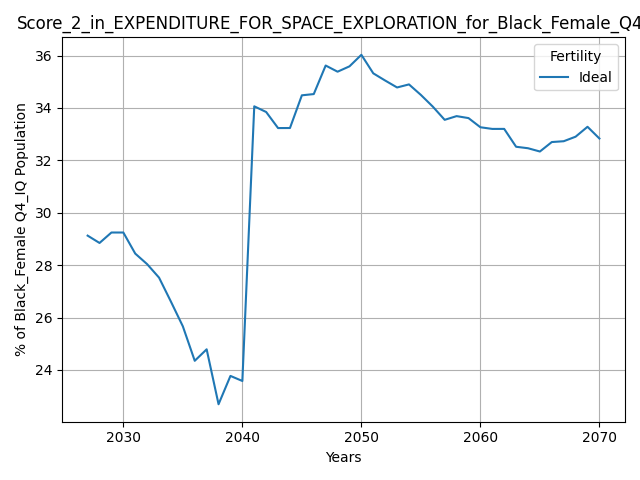 Score_2_in_EXPENDITURE_FOR_SPACE_EXPLORATION_for_Black_Female_Q4
Fertility
Ideal
36
34
32
30
28
26
24
% of Black_Female Q4_IQ Population
2030
2040
2050
2060
2070
Years